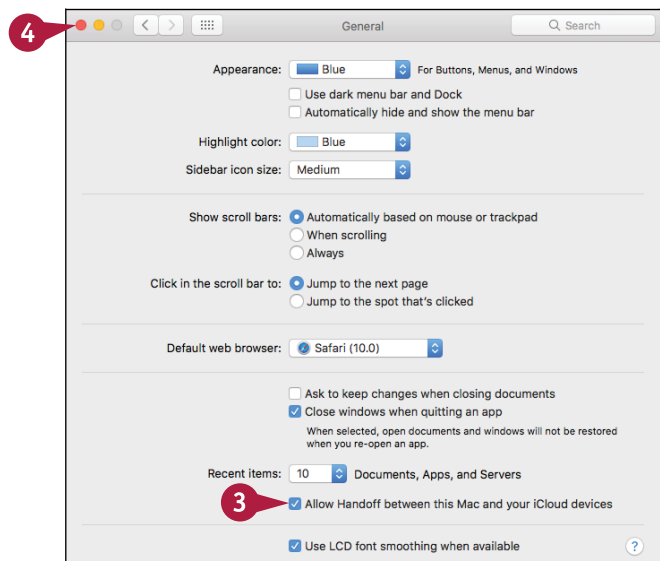 4
General
Search
Appearance: Blue For Buttons, Menus, and Windows
Use dark menu bar and Dock
Automatically hide and show the menu bar
Highlight color: Blue
Sidebar icon size: Medium
Show scroll bars: Automatically based on mouse or trackpad
When scrolling
Always
Click in the scroll bar to: Jump to the next page
Jump to the spot that's clicked
Default web browser: Safari (10.0)
Ask to keep changes when closing documents
Close windows when quitting an app
When selected, open documents and windows will not be restored
when you re-open an app.
Recent items: 10 Documents, Apps, and Servers
3 Allow Handoff between this Mac and your iCloud devices
Use LCD font smoothing when available ?